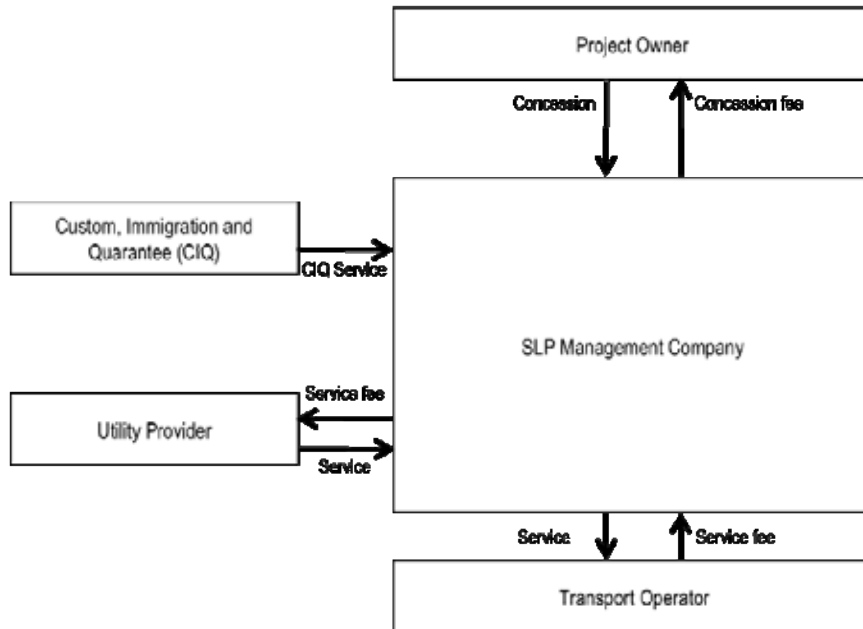 Project Owner
Concession
Concession fee
Custom, Immigration and
Quarantee (CIQ)
CIQ Service
SLP Management Company
Service fee
Utility Provider
Service
Service
Service fee
Transport Operator